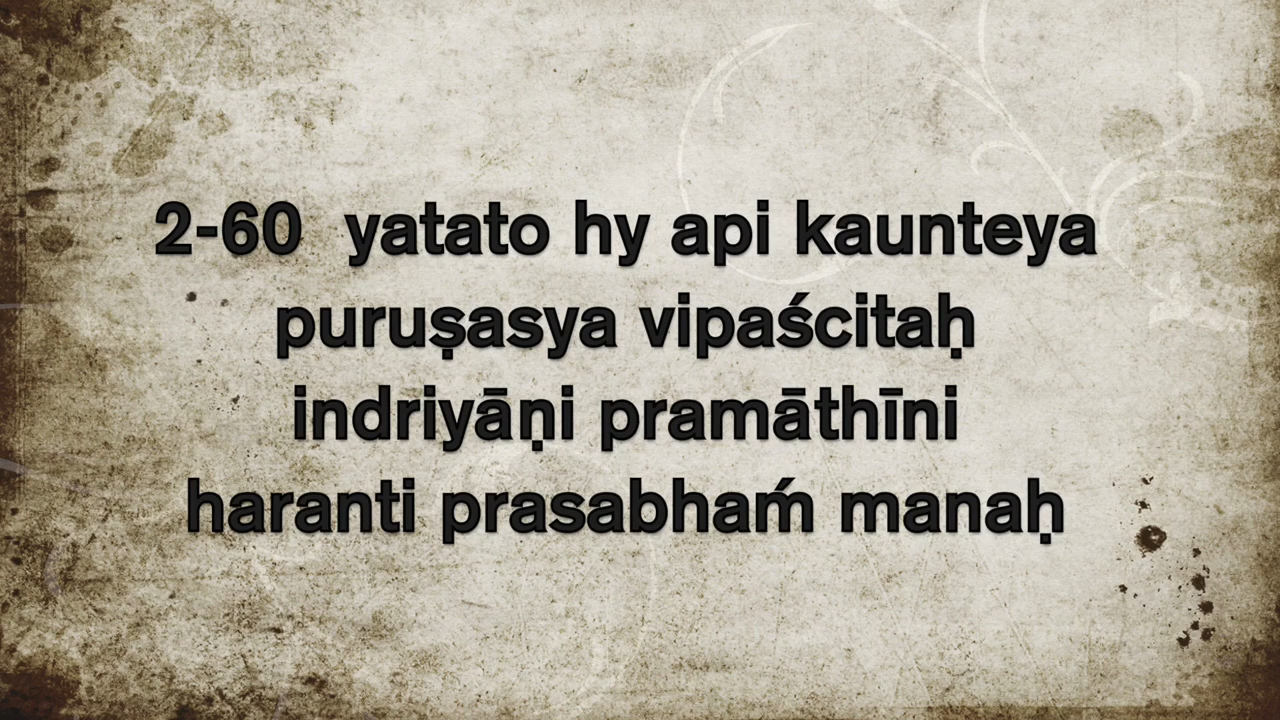 2-60  yatato hy api kaunteya
puruṣasya vipaścitaḥ
indriyāṇi pramāthīni
haranti prasabhaḿ manaḥ